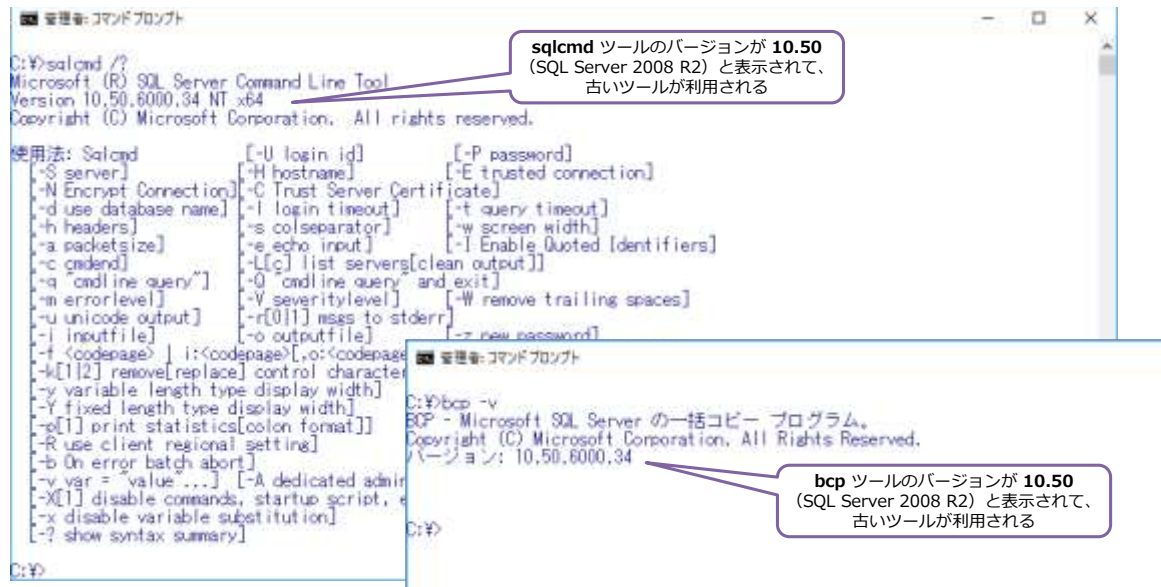 管理者: コマンド プロンプト
C:¥>sqlcmd /?
Microsoft (R) SQL Server Command Line Tool
Version 10.50.6000.34 NT x64
Copyright (C) Microsoft Corporation. All rights reserved.
sqlcmd ツールのバージョンが 10.50
（SQL Server 2008 R2）と表示されて、
古いツールが利用される
使用法: Sqlcmd [-U login id] [-P password]
[-S server] [-H hostname] [-E trusted connection]
[-N Encrypt Connection][-C Trust Server Certificate]
[-d use database name] [-l login timeout] [-t query timeout]
[-h headers] [-s colseparator] [-w screen width]
[-a packetsize] [-e echo input] [-I Enable Quoted Identifiers]
[-c cmdend] [-L[c] list servers[clean output]]
[-q "cmdline query"] [-Q "cmdline query" and exit]
[-m errorlevel] [-V severitylevel] [-W remove trailing spaces]
[-u unicode output] [-r[0|1] msgs to stderr]
[-i inputfile] [-o outputfile] [-z new password]
[-f <codepage> | i:<codepage>[,o:<codepage
[-k[1|2] remove[replace] control character
[-y variable length type display width]
[-Y fixed length type display width]
[-p[1] print statistics[colon format]]
[-R use client regional setting]
[-b On error batch abort]
[-v var = "value"...] [-A dedicated admin
[-X[1] disable commands, startup script, e
[-x disable variable substitution]
[-? show syntax summary]
C:¥>
管理者: コマンド プロンプト
C:¥>bcp -v
BCP - Microsoft SQL Server の一括コピー プログラム。
Copyright (C) Microsoft Corporation. All Rights Reserved.
バージョン: 10.50.6000.34
bcp ツールのバージョンが 10.50
（SQL Server 2008 R2）と表示されて、
古いツールが利用される
C:¥>